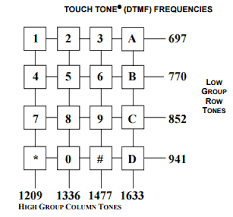 TOUCH TONE® (DTMF) FREQUENCIES
1 2 3 A 697
4 5 6 B 770
LOW
GROUP
ROW
TONES
7 8 9 C 852
* 0 # D 941
1209 1336 1477 1633
HIGH GROUP COLUMN TONES